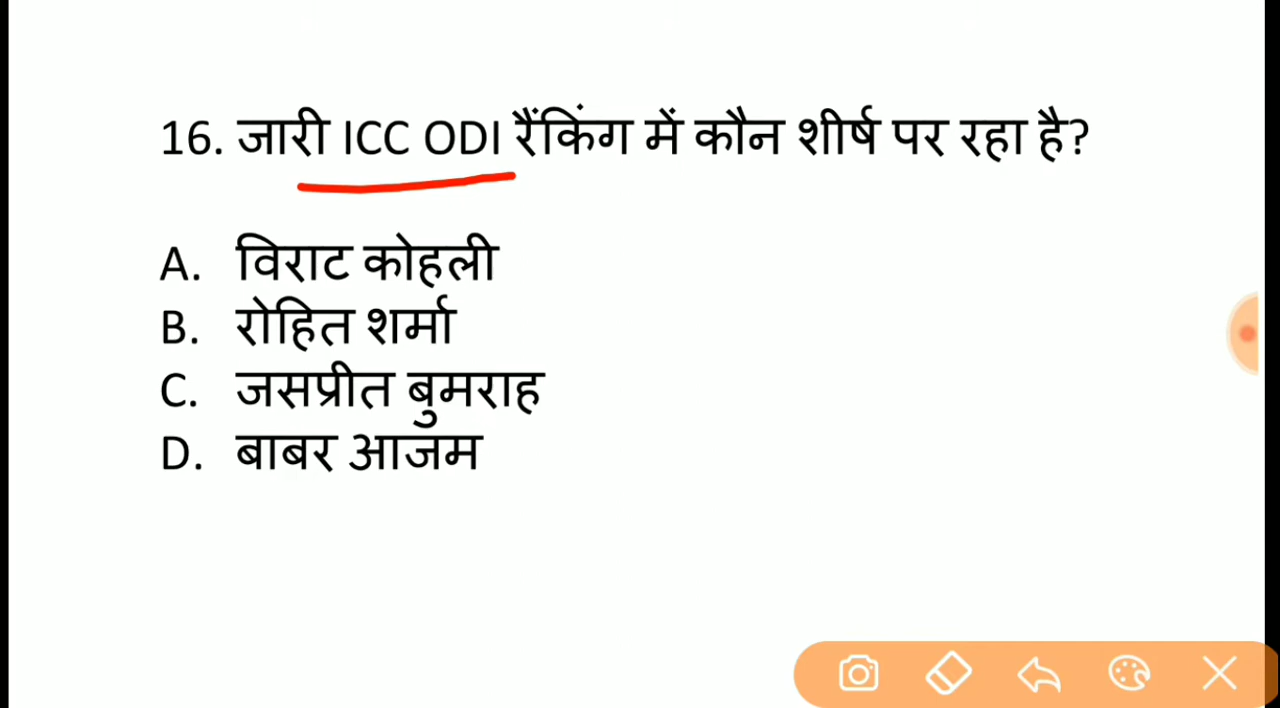 16. जारी ICC ODI रैंकिंग में कौन शीर्ष पर रहा है?
A. विराट कोहली
B. रोहित शर्मा
C. जसप्रीत बुमराह
D. बाबर आजम